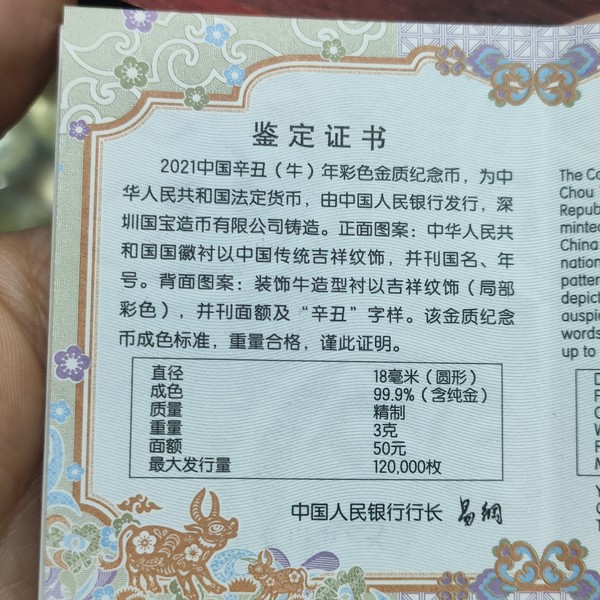 鉴定证书
2021中国辛丑（牛）年彩色金质纪念币，为中
华人民共和国法定货币，由中国人民银行发行，深
圳国宝造币有限公司铸造。正面图案：中华人民共
和国国徽衬以中国传统吉祥纹饰，并刊国名、年
号。背面图案：装饰牛造型衬以吉祥纹饰（局部
彩色），并刊面额及“辛丑”字样。该金质纪念
币成色标准，重量合格，谨此证明。
直径 18毫米（圆形）
成色 99.9%（含纯金）
质量 精制
重量 3克
面额 50元
最大发行量 120,000枚
中国人民银行行长 易纲
The Co
Chou
Repub
minted
China
nation
patter
depict
auspic
words
up to